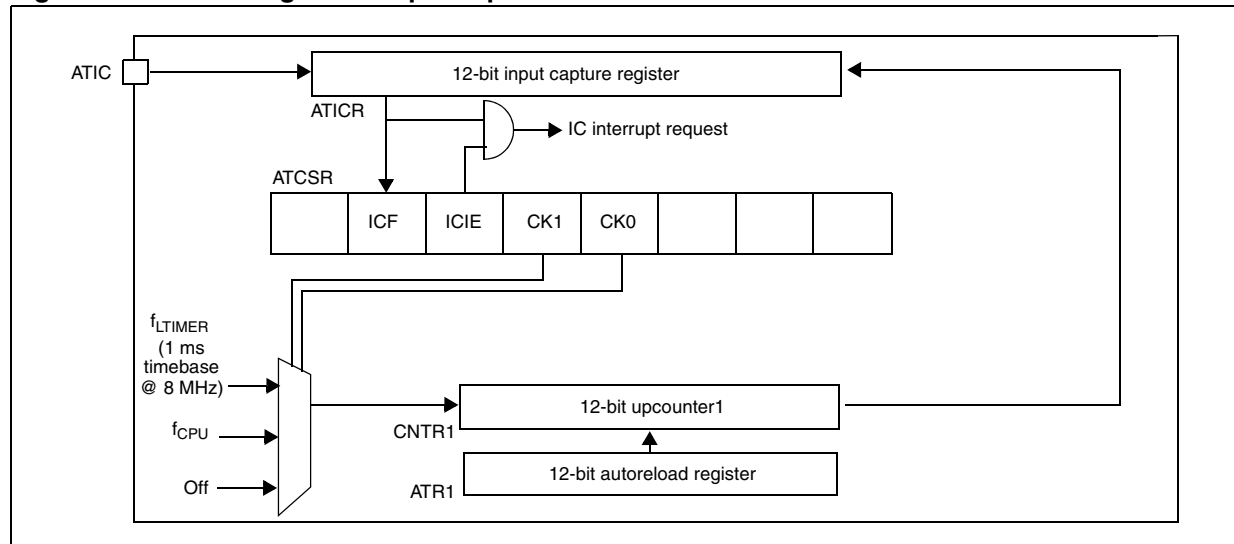 ATIC
12-bit input capture register
ATICR
IC interrupt request
ATCSR
ICF
ICIE
CK1
CK0
fLTIMER
(1 ms
timebase
@ 8 MHz)
12-bit upcounter1
fCPU
CNTR1
12-bit autoreload register
Off
ATR1